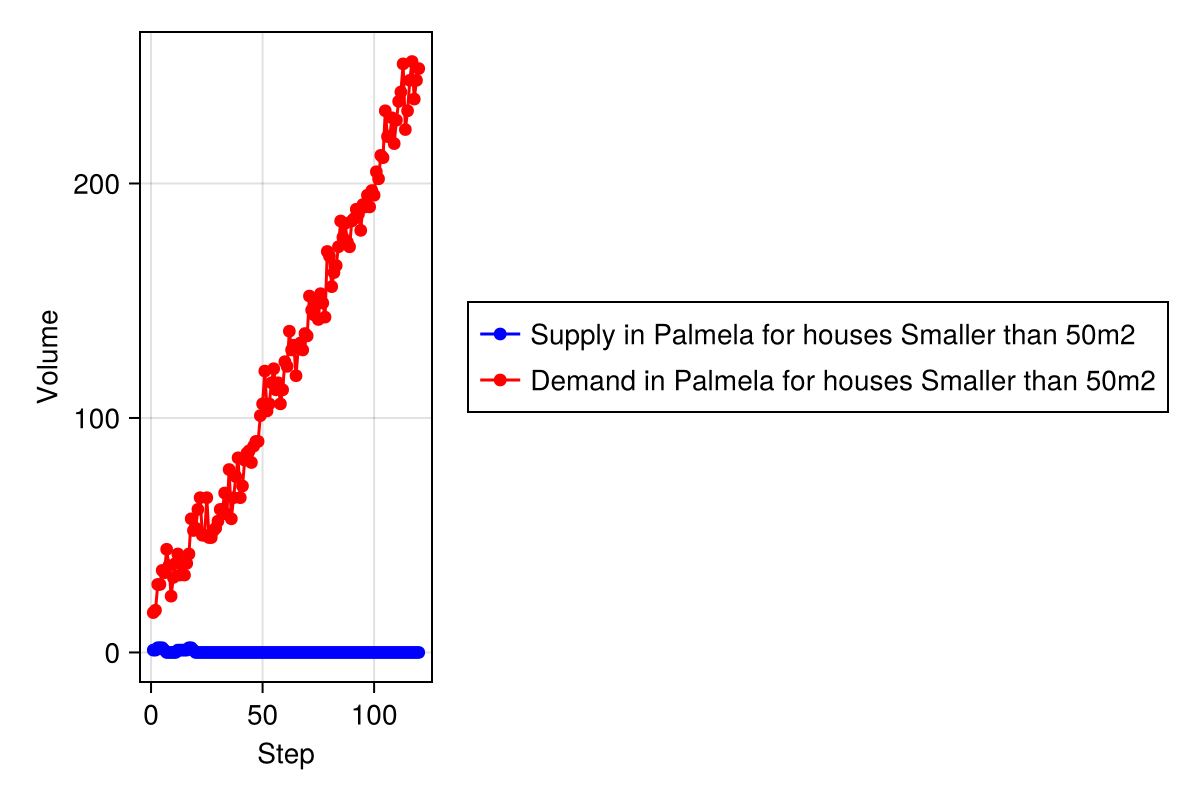 Volume
200
100
0
0
50
100
Step
Supply in Palmela for houses Smaller than 50m2
Demand in Palmela for houses Smaller than 50m2